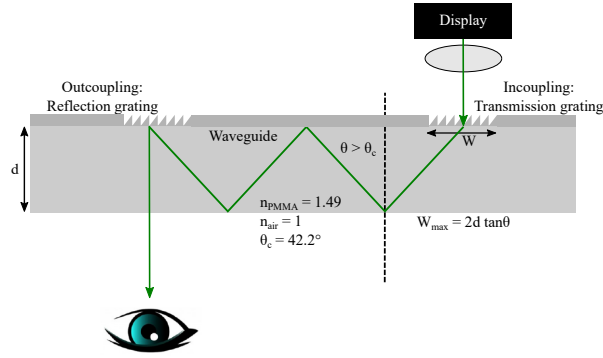 Display
Outcoupling:
Reflection grating
Incoupling:
Transmission grating
Waveguide
W
θ > θc
d
nPMMA = 1.49
nair = 1
θc = 42.2°
Wmax = 2d tanθ